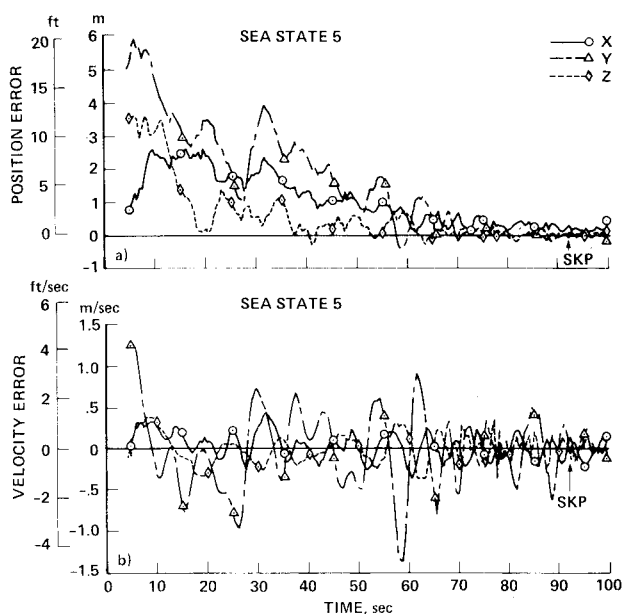 ft
m
SEA STATE 5
X
Y
Z
20
15
10
5
0
6
5
4
3
2
1
0
-1
POSITION ERROR
a)
SKP
ft/sec
m/sec
SEA STATE 5
6
4
2
0
-2
-4
1.5
1.0
.5
0
-.5
-1.0
-1.5
VELOCITY ERROR
b)
SKP
0 10 20 30 40 50 60 70 80 90 100
TIME, sec